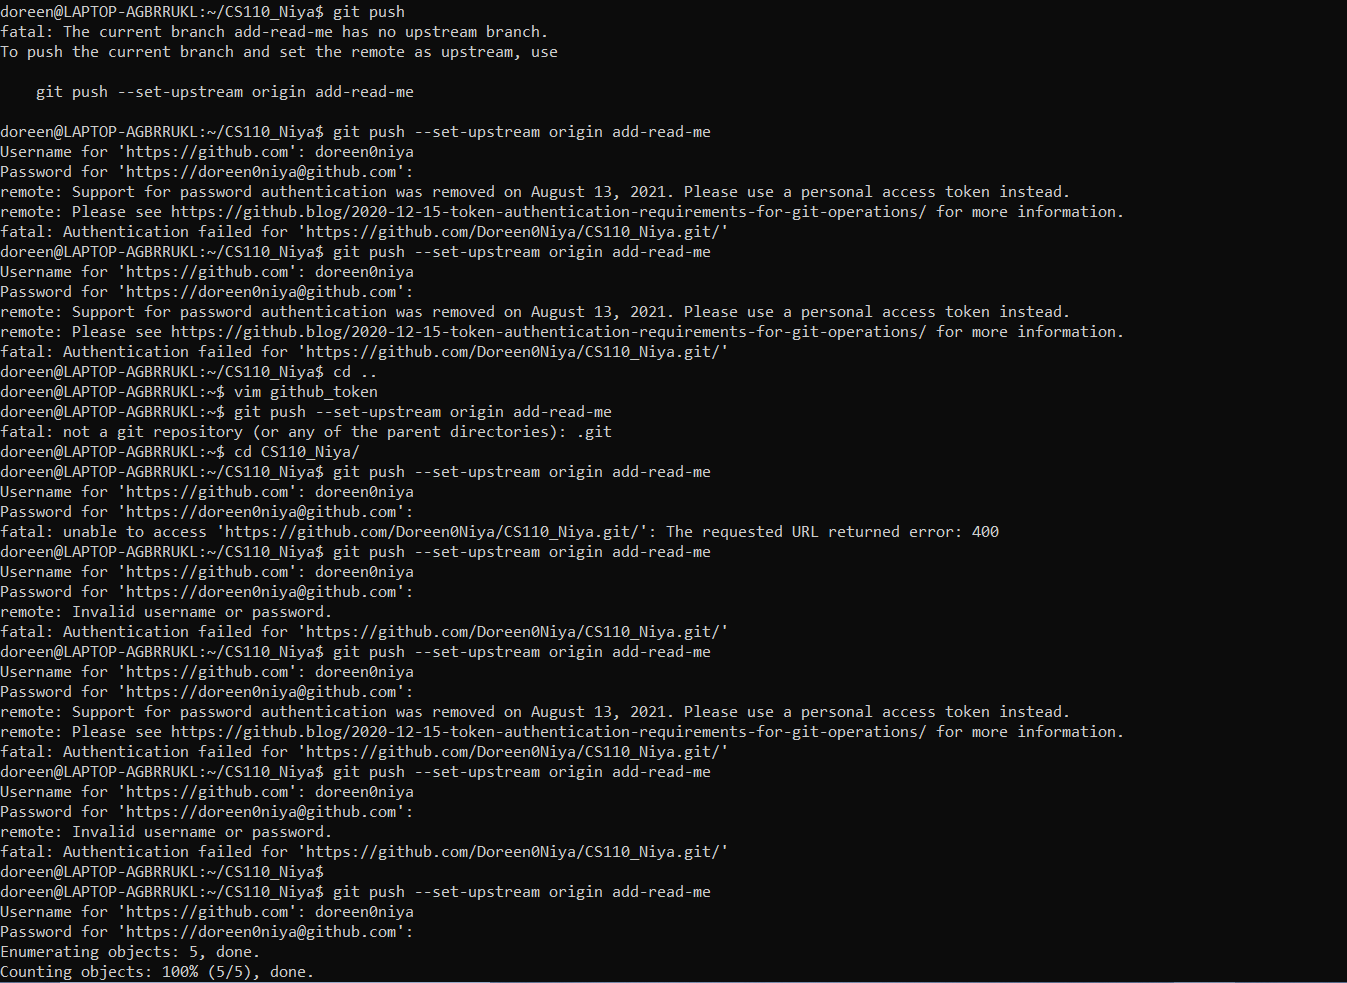 doreen@LAPTOP-AGBRRUKL:~/CS110_Niya$ git push
fatal: The current branch add-read-me has no upstream branch.
To push the current branch and set the remote as upstream, use
git push --set-upstream origin add-read-me
doreen@LAPTOP-AGBRRUKL:~/CS110_Niya$ git push --set-upstream origin add-read-me
Username for 'https://github.com': doreen0niya
Password for 'https://doreen0niya@github.com':
remote: Support for password authentication was removed on August 13, 2021. Please use a personal access token instead.
remote: Please see https://github.blog/2020-12-15-token-authentication-requirements-for-git-operations/ for more information.
fatal: Authentication failed for 'https://github.com/Doreen0Niya/CS110_Niya.git/'
doreen@LAPTOP-AGBRRUKL:~/CS110_Niya$ git push --set-upstream origin add-read-me
Username for 'https://github.com': doreen0niya
Password for 'https://doreen0niya@github.com':
remote: Support for password authentication was removed on August 13, 2021. Please use a personal access token instead.
remote: Please see https://github.blog/2020-12-15-token-authentication-requirements-for-git-operations/ for more information.
fatal: Authentication failed for 'https://github.com/Doreen0Niya/CS110_Niya.git/'
doreen@LAPTOP-AGBRRUKL:~/CS110_Niya$ cd ..
doreen@LAPTOP-AGBRRUKL:~$ vim github_token
doreen@LAPTOP-AGBRRUKL:~$ git push --set-upstream origin add-read-me
fatal: not a git repository (or any of the parent directories): .git
doreen@LAPTOP-AGBRRUKL:~$ cd CS110_Niya/
doreen@LAPTOP-AGBRRUKL:~/CS110_Niya$ git push --set-upstream origin add-read-me
Username for 'https://github.com': doreen0niya
Password for 'https://doreen0niya@github.com':
fatal: unable to access 'https://github.com/Doreen0Niya/CS110_Niya.git/': The requested URL returned error: 400
doreen@LAPTOP-AGBRRUKL:~/CS110_Niya$ git push --set-upstream origin add-read-me
Username for 'https://github.com': doreen0niya
Password for 'https://doreen0niya@github.com':
remote: Invalid username or password.
fatal: Authentication failed for 'https://github.com/Doreen0Niya/CS110_Niya.git/'
doreen@LAPTOP-AGBRRUKL:~/CS110_Niya$ git push --set-upstream origin add-read-me
Username for 'https://github.com': doreen0niya
Password for 'https://doreen0niya@github.com':
remote: Support for password authentication was removed on August 13, 2021. Please use a personal access token instead.
remote: Please see https://github.blog/2020-12-15-token-authentication-requirements-for-git-operations/ for more information.
fatal: Authentication failed for 'https://github.com/Doreen0Niya/CS110_Niya.git/'
doreen@LAPTOP-AGBRRUKL:~/CS110_Niya$ git push --set-upstream origin add-read-me
Username for 'https://github.com': doreen0niya
Password for 'https://doreen0niya@github.com':
remote: Invalid username or password.
fatal: Authentication failed for 'https://github.com/Doreen0Niya/CS110_Niya.git/'
doreen@LAPTOP-AGBRRUKL:~/CS110_Niya$
doreen@LAPTOP-AGBRRUKL:~/CS110_Niya$ git push --set-upstream origin add-read-me
Username for 'https://github.com': doreen0niya
Password for 'https://doreen0niya@github.com':
Enumerating objects: 5, done.
Counting objects: 100% (5/5), done.